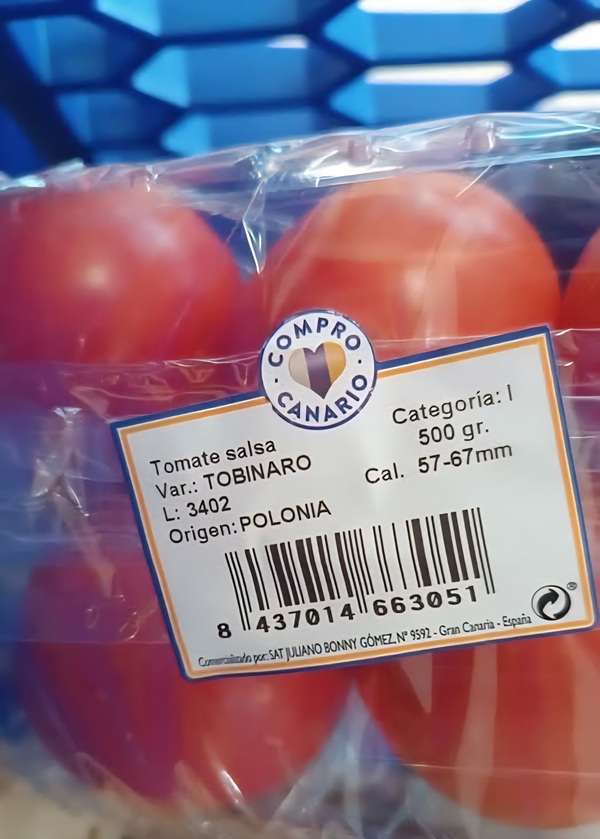 COMPRO
CANARIO
Tomate salsa
Var.: TOBINARO
L: 3402
Origen: POLONIA
Categoría: I
500 gr.
Cal. 57-67mm
8 437014 663051
Comercializado por: SAT JULIANO BONNY GÓMEZ. Nº 9592 - Gran Canaria - España